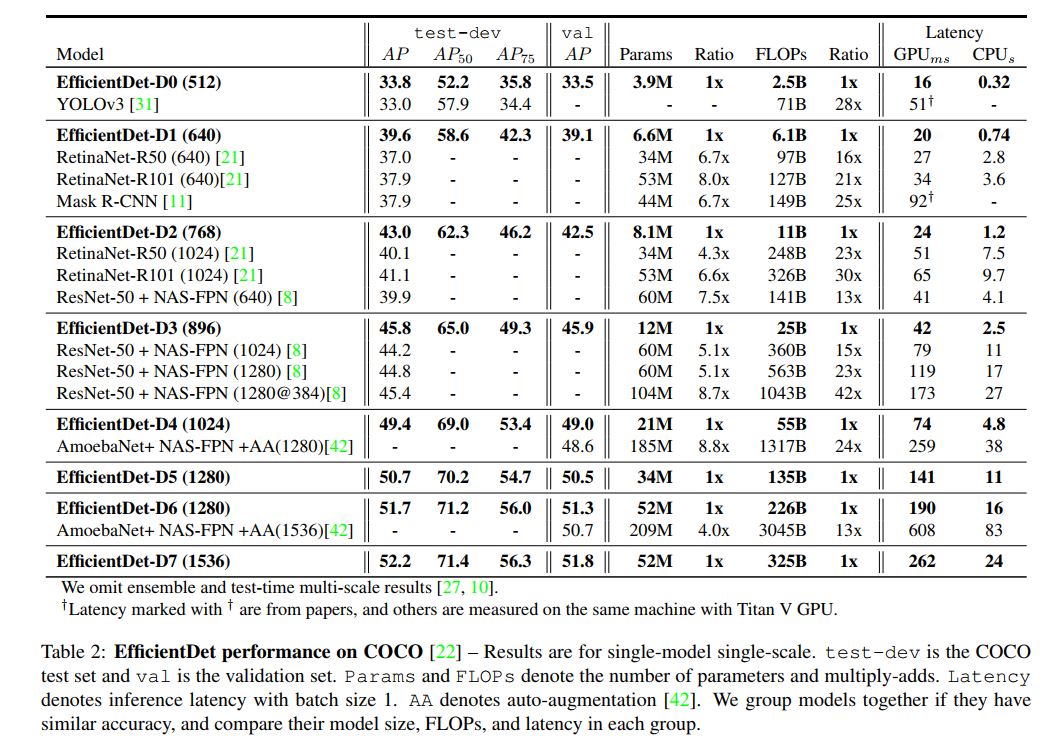 test-dev val Latency
Model AP AP50 AP75 AP Params Ratio FLOPs Ratio GPUms CPUs
EfficientDet-D0 (512) 33.8 52.2 35.8 33.5 3.9M 1x 2.5B 1x 16 0.32
YOLOv3 [31] 33.0 57.9 34.4 - - - 71B 28x 51† -
EfficientDet-D1 (640) 39.6 58.6 42.3 39.1 6.6M 1x 6.1B 1x 20 0.74
RetinaNet-R50 (640) [21] 37.0 - - - 34M 6.7x 97B 16x 27 2.8
RetinaNet-R101 (640)[21] 37.9 - - - 53M 8.0x 127B 21x 34 3.6
Mask R-CNN [11] 37.9 - - - 44M 6.7x 149B 25x 92† -
EfficientDet-D2 (768) 43.0 62.3 46.2 42.5 8.1M 1x 11B 1x 24 1.2
RetinaNet-R50 (1024) [21] 40.1 - - - 34M 4.3x 248B 23x 51 7.5
RetinaNet-R101 (1024) [21] 41.1 - - - 53M 6.6x 326B 30x 65 9.7
ResNet-50 + NAS-FPN (640) [8] 39.9 - - - 60M 7.5x 141B 13x 41 4.1
EfficientDet-D3 (896) 45.8 65.0 49.3 45.9 12M 1x 25B 1x 42 2.5
ResNet-50 + NAS-FPN (1024) [8] 44.2 - - - 60M 5.1x 360B 15x 79 11
ResNet-50 + NAS-FPN (1280) [8] 44.8 - - - 60M 5.1x 563B 23x 119 17
ResNet-50 + NAS-FPN (1280@384)[8] 45.4 - - - 104M 8.7x 1043B 42x 173 27
EfficientDet-D4 (1024) 49.4 69.0 53.4 49.0 21M 1x 55B 1x 74 4.8
AmoebaNet+ NAS-FPN +AA(1280)[42] - - - 48.6 185M 8.8x 1317B 24x 259 38
EfficientDet-D5 (1280) 50.7 70.2 54.7 50.5 34M 1x 135B 1x 141 11
EfficientDet-D6 (1280) 51.7 71.2 56.0 51.3 52M 1x 226B 1x 190 16
AmoebaNet+ NAS-FPN +AA(1536)[42] - - - 50.7 209M 4.0x 3045B 13x 608 83
EfficientDet-D7 (1536) 52.2 71.4 56.3 51.8 52M 1x 325B 1x 262 24
We omit ensemble and test-time multi-scale results [27, 10].
†Latency marked with † are from papers, and others are measured on the same machine with Titan V GPU.
Table 2: EfficientDet performance on COCO [22] – Results are for single-model single-scale. test-dev is the COCO
test set and val is the validation set. Params and FLOPs denote the number of parameters and multiply-adds. Latency
denotes inference latency with batch size 1. AA denotes auto-augmentation [42]. We group models together if they have
similar accuracy, and compare their model size, FLOPs, and latency in each group.